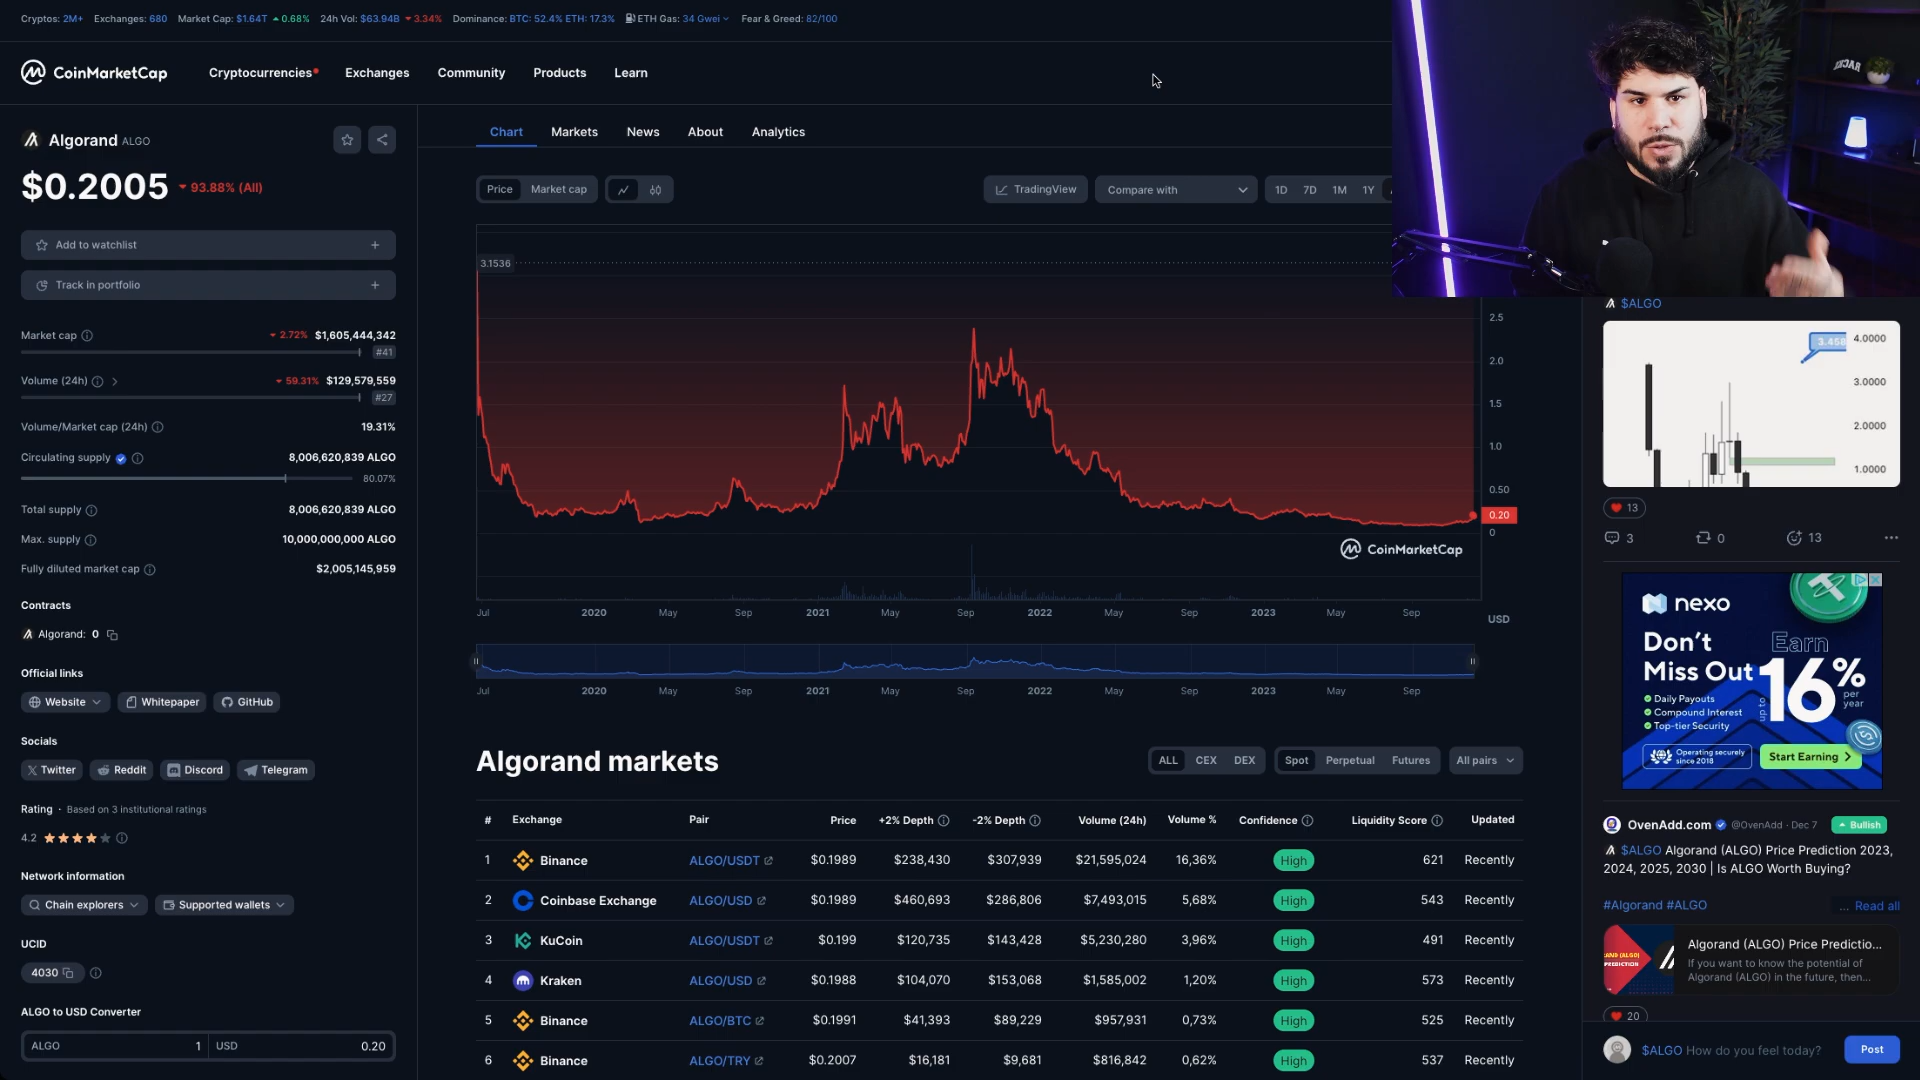 Cryptos: 2M+ Exchanges: 680 Market Cap: $1.64T 0.68% 24h Vol: $63.94B 3.34% Dominance: BTC: 52.4% ETH: 17.3% ETH Gas: 34 Gwei Fear & Greed: 82/100
CoinMarketCap Cryptocurrencies Exchanges Community Products Learn
Algorand ALGO
$0.2005 93.88% (All)
Add to watchlist +
Track in portfolio +
Market cap 2.72% $1,605,444,342
#41
Volume (24h) 59.31% $129,579,559
#27
Volume/Market cap (24h) 19.31%
Circulating supply 8,006,620,839 ALGO
80.07%
Total supply 8,006,620,839 ALGO
Max. supply 10,000,000,000 ALGO
Fully diluted market cap $2,005,145,959
Contracts
Algorand: 0
Official links
Website Whitepaper GitHub
Socials
Twitter Reddit Discord Telegram
Rating · Based on 3 institutional ratings
4.2
Network information
Chain explorers Supported wallets
UCID
4030
ALGO to USD Converter
ALGO 1 USD 0.20
Chart Markets News About Analytics
Price Market cap TradingView Compare with 1D 7D 1M 1Y
3.1536
2.5
2.0
1.5
1.0
0.50
0.20
0
CoinMarketCap
Jul 2020 May Sep 2021 May Sep 2022 May Sep 2023 May Sep
USD
Jul 2020 May Sep 2021 May Sep 2022 May Sep 2023 May Sep
Algorand markets ALL CEX DEX Spot Perpetual Futures All pairs
# Exchange Pair Price +2% Depth -2% Depth Volume (24h) Volume % Confidence Liquidity Score Updated
1 Binance ALGO/USDT $0.1989 $238,430 $307,939 $21,595,024 16,36% High 621 Recently
2 Coinbase Exchange ALGO/USD $0.1989 $460,693 $286,806 $7,493,015 5,68% High 543 Recently
3 KuCoin ALGO/USDT $0.199 $120,735 $143,428 $5,230,280 3,96% High 491 Recently
4 Kraken ALGO/USD $0.1988 $104,070 $153,068 $1,585,002 1,20% High 573 Recently
5 Binance ALGO/BTC $0.1991 $41,393 $89,229 $957,931 0,73% High 525 Recently
6 Binance ALGO/TRY $0.2007 $16,181 $9,681 $816,842 0,62% High 537 Recently
$ALGO
3.458
4.0000
3.0000
2.0000
1.0000
13
3 0 13
nexo
Don't
Miss Out
Earn
up to 16% per year
Daily Payouts
Compound Interest
Top-tier Security
Operating securely
since 2018
Start Earning
OvenAdd.com @OvenAdd · Dec 7 Bullish
$ALGO Algorand (ALGO) Price Prediction 2023,
2024, 2025, 2030 | Is ALGO Worth Buying?
#Algorand #ALGO ... Read all
Algorand (ALGO) Price Predictio...
If you want to know the potential of
Algorand (ALGO) in the future, then...
20
$ALGO How do you feel today? Post